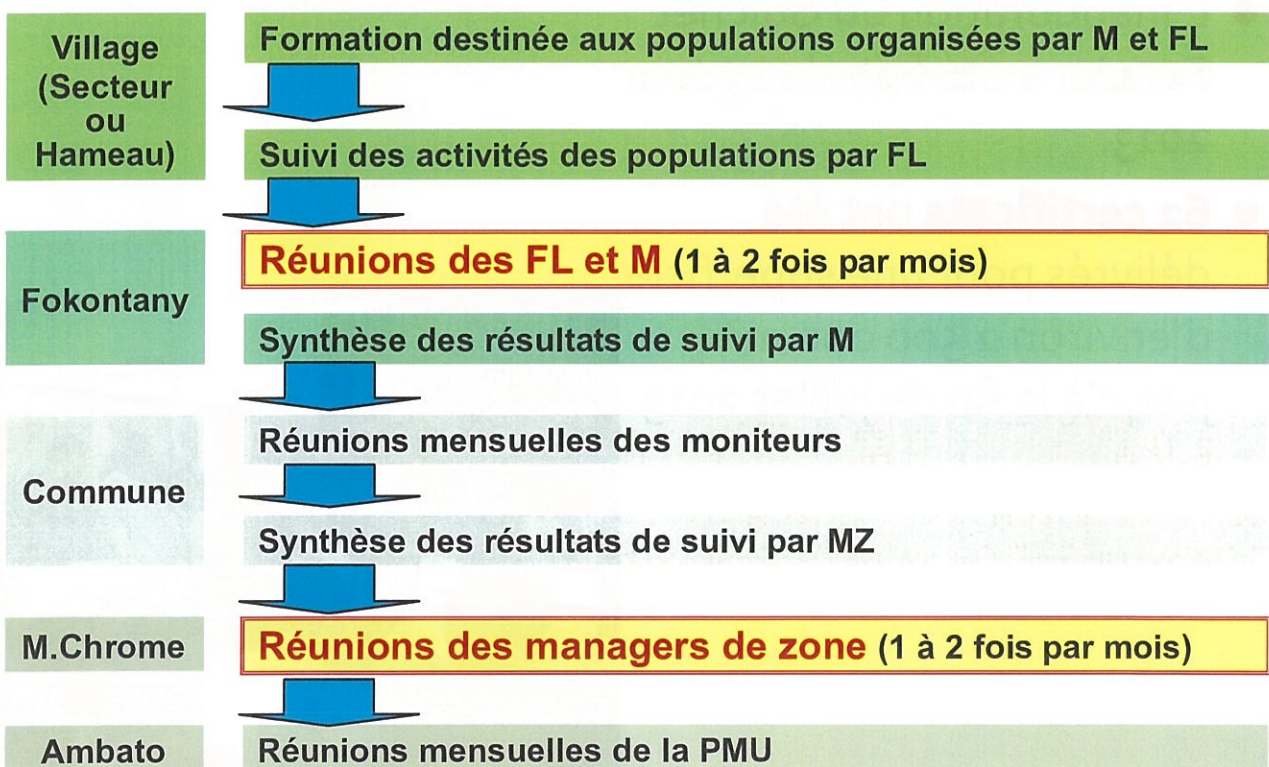 Village
(Secteur
ou
Hameau)
Formation destinée aux populations organisées par M et FL
Suivi des activités des populations par FL
Fokontany
Réunions des FL et M (1 à 2 fois par mois)
Synthèse des résultats de suivi par M
Commune
Réunions mensuelles des moniteurs
Synthèse des résultats de suivi par MZ
M.Chrome
Réunions des managers de zone (1 à 2 fois par mois)
Ambato
Réunions mensuelles de la PMU